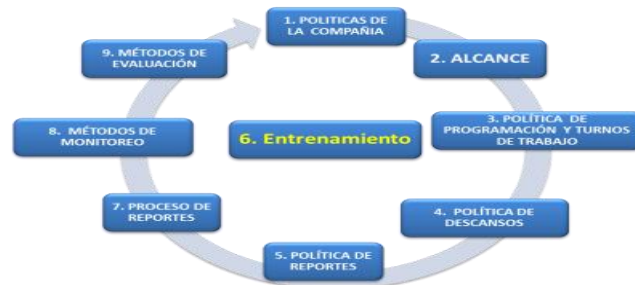 1. POLITICAS DE
LA COMPAÑIA
2. ALCANCE
3. POLÍTICA DE
PROGRAMACIÓN Y TURNOS
DE TRABAJO
4. POLÍTICA DE
DESCANSOS
5. POLÍTICA DE
REPORTES
6. Entrenamiento
7. PROCESO DE
REPORTES
8. MÉTODOS DE
MONITOREO
9. MÉTODOS DE
EVALUACIÓN